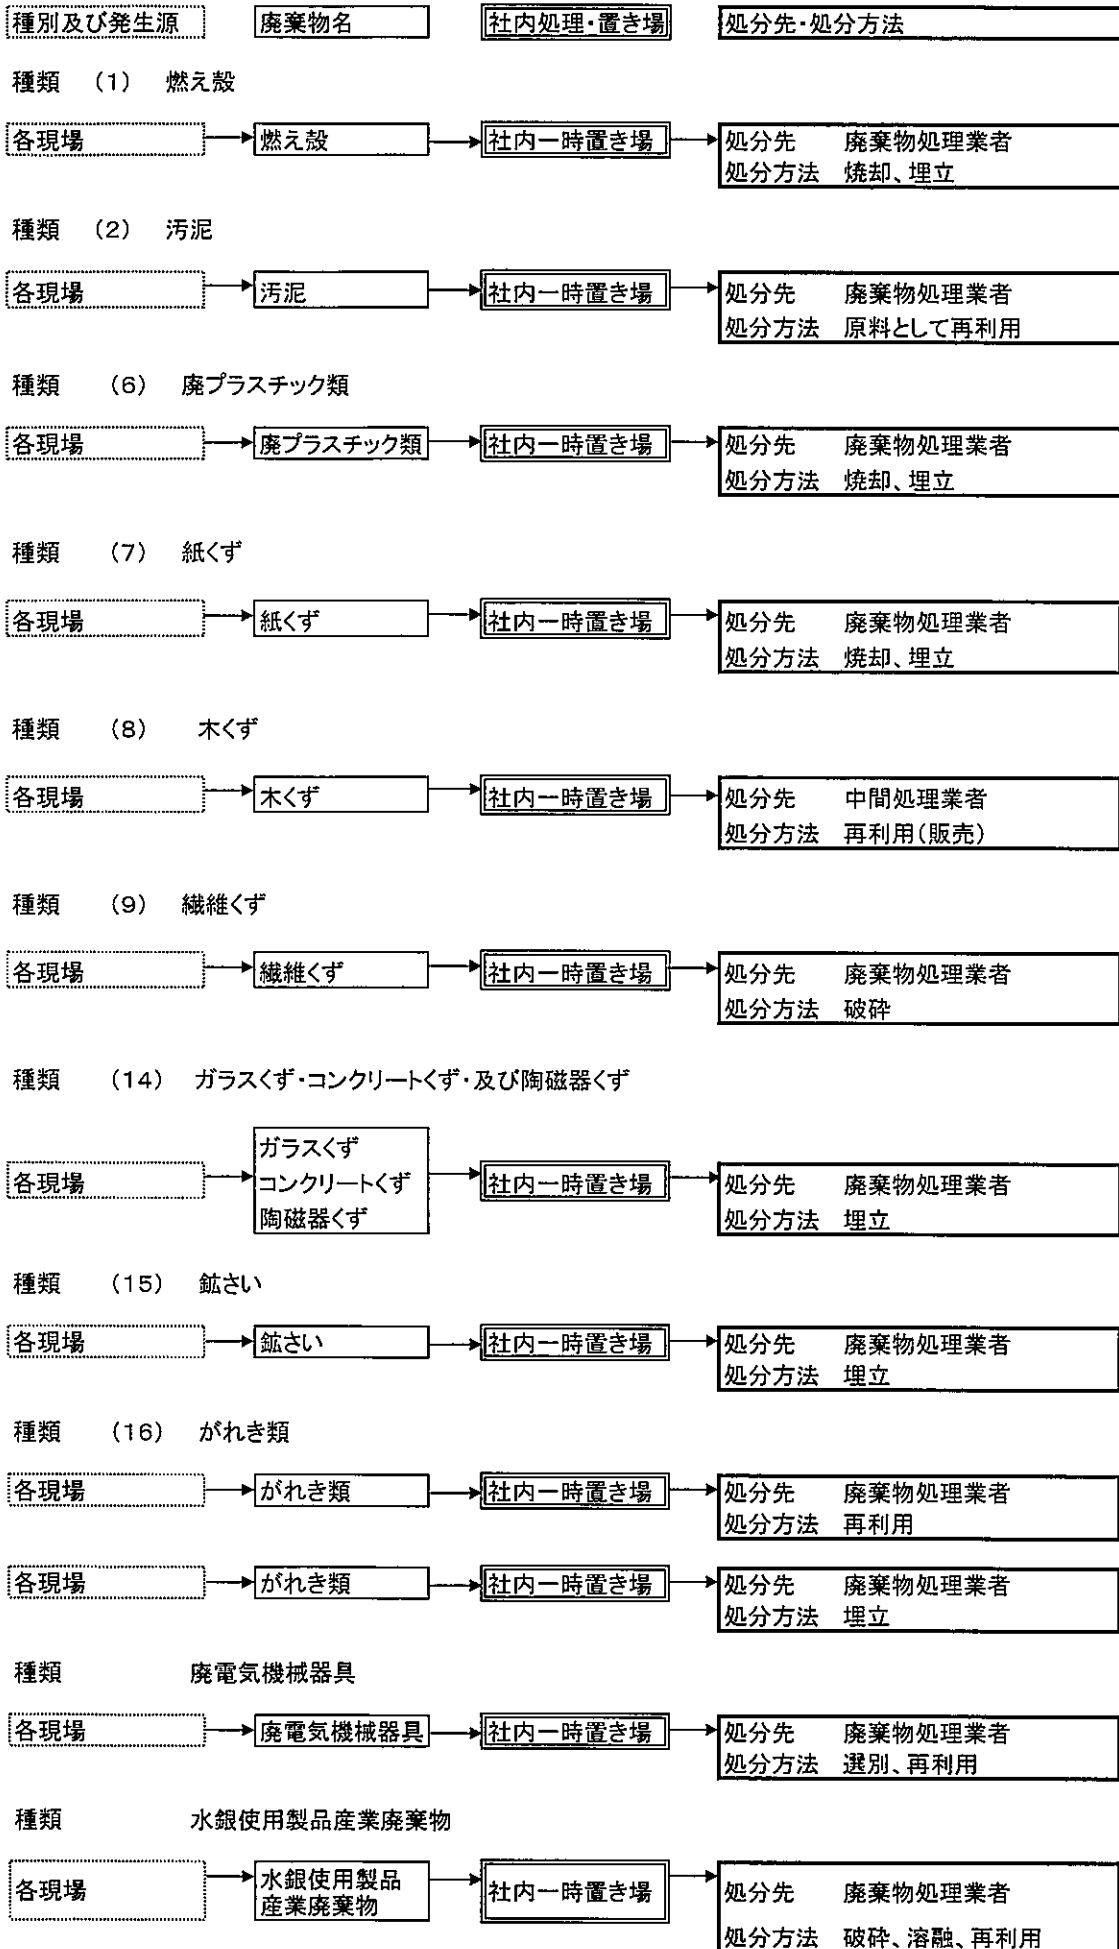 種別及び発生源 廃棄物名 社内処理・置き場 処分先・処分方法
種類 （1） 燃え殻
各現場 燃え殻 社内一時置き場 処分先 廃棄物処理業者
処分方法 焼却、埋立
種類 （2） 汚泥
各現場 汚泥 社内一時置き場 処分先 廃棄物処理業者
処分方法 原料として再利用
種類 （6） 廃プラスチック類
各現場 廃プラスチック類 社内一時置き場 処分先 廃棄物処理業者
処分方法 焼却、埋立
種類 （7） 紙くず
各現場 紙くず 社内一時置き場 処分先 廃棄物処理業者
処分方法 焼却、埋立
種類 （8） 木くず
各現場 木くず 社内一時置き場 処分先 中間処理業者
処分方法 再利用（販売）
種類 （9） 繊維くず
各現場 繊維くず 社内一時置き場 処分先 廃棄物処理業者
処分方法 破砕
種類 （14） ガラスくず・コンクリートくず・及び陶磁器くず
ガラスくず
各現場 コンクリートくず 社内一時置き場 処分先 廃棄物処理業者
陶磁器くず 処分方法 埋立
種類 （15） 鉱さい
各現場 鉱さい 社内一時置き場 処分先 廃棄物処理業者
処分方法 埋立
種類 （16） がれき類
各現場 がれき類 社内一時置き場 処分先 廃棄物処理業者
処分方法 再利用
各現場 がれき類 社内一時置き場 処分先 廃棄物処理業者
処分方法 埋立
種類 廃電気機械器具
各現場 廃電気機械器具 社内一時置き場 処分先 廃棄物処理業者
処分方法 選別、再利用
種類 水銀使用製品産業廃棄物
各現場 水銀使用製品 社内一時置き場 処分先 廃棄物処理業者
産業廃棄物
処分方法 破砕、溶融、再利用